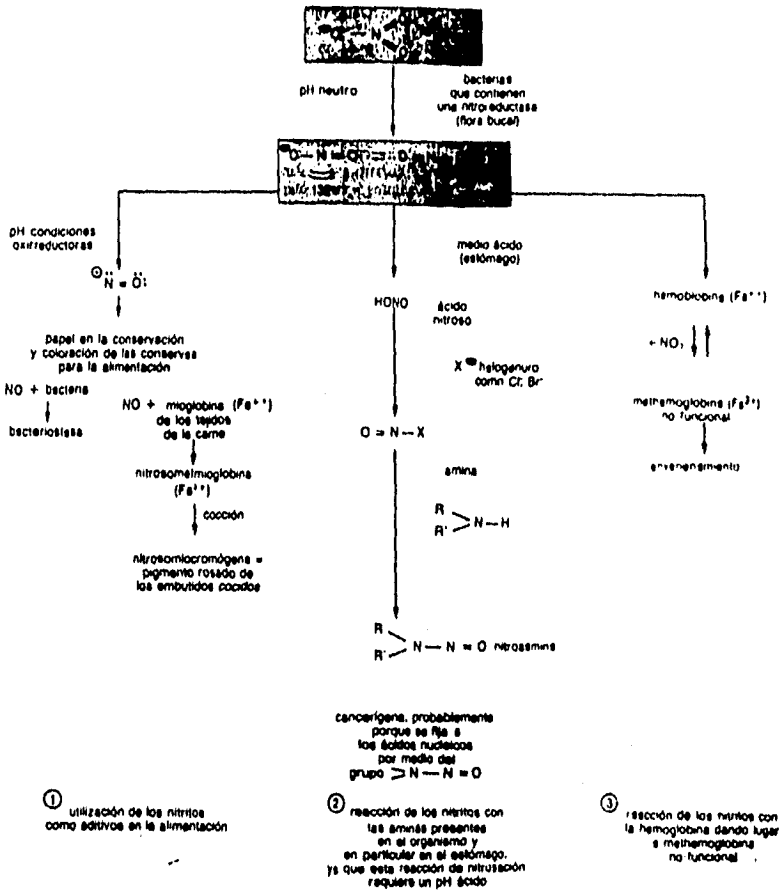 pH neutro
bacterias
que contienen
una nitroreductasa
(flora bucal)
pH condiciones
oxirreductoras
N = O:
papel en la conservación
y coloración de las conservas
para la alimentación
NO + bacteria
bacteriostasa
NO + mioglobina (Fe⁺⁺)
de los tejidos
de la carne
nitrosometmioglobina
(Fe³⁺)
cocción
nitrosomiocromógena =
pigmento rosado de
los embutidos cocidos
medio ácido
(estómago)
HONO
ácido
nitroso
X halogenuro
como Cl⁻, Br⁻
O = N — X
amina
R
R'
N — H
R
R'
N — N = O nitrosamina
cancerígena, probablemente
porque se fija a
los ácidos nucleicos
por medio del
grupo >N — N = O
hemoblobina (Fe⁺⁺)
+ NO₂
methemoglobina (Fe³⁺)
no funcional
envenenamiento
① utilización de los nitritos
como aditivos en la alimentación
② reacción de los nitritos con
las aminas presentes
en el organismo y
en particular en el estómago,
ya que esta reacción de nitrosación
requiere un pH ácido
③ reacción de los nitritos con
la hemoglobina dando lugar
a methemoglobina
no funcional